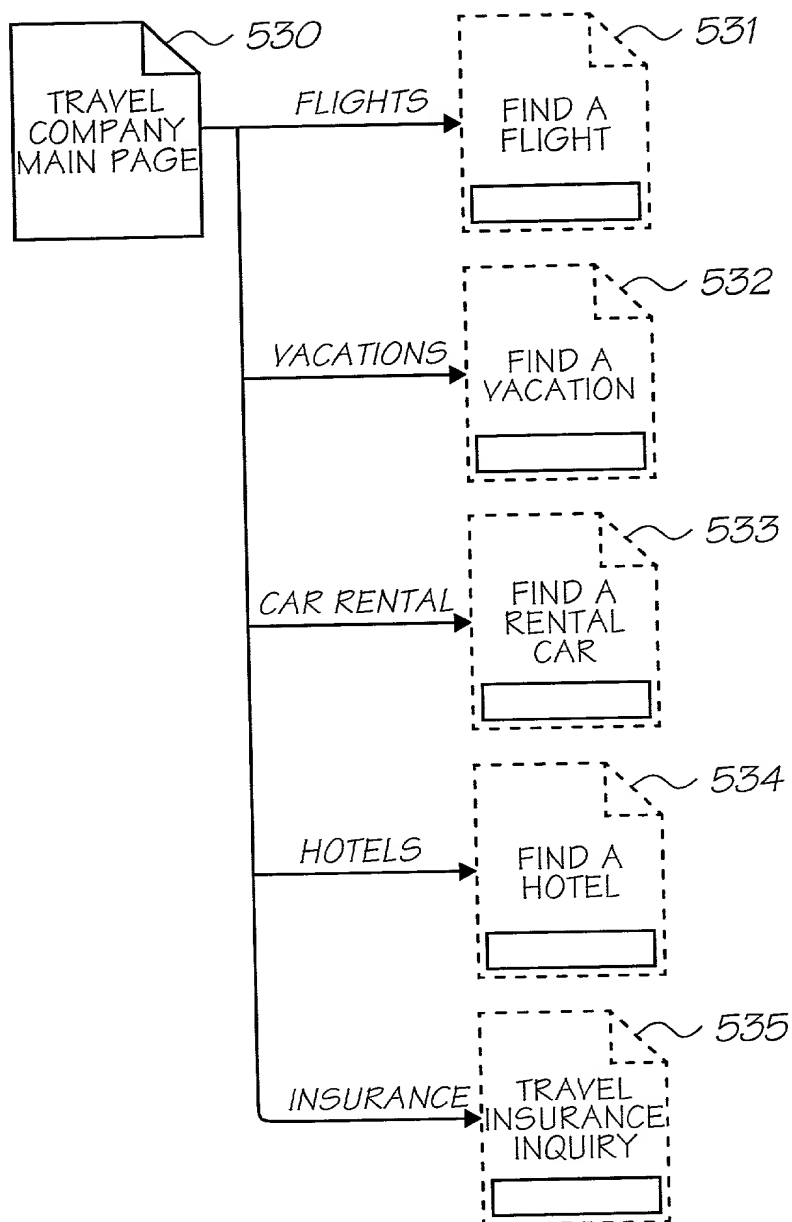 530
TRAVEL
COMPANY
MAIN PAGE
FLIGHTS
531
FIND A
FLIGHT
VACATIONS
532
FIND A
VACATION
CAR RENTAL
533
FIND A
RENTAL
CAR
HOTELS
534
FIND A
HOTEL
INSURANCE
535
TRAVEL
INSURANCE
INQUIRY